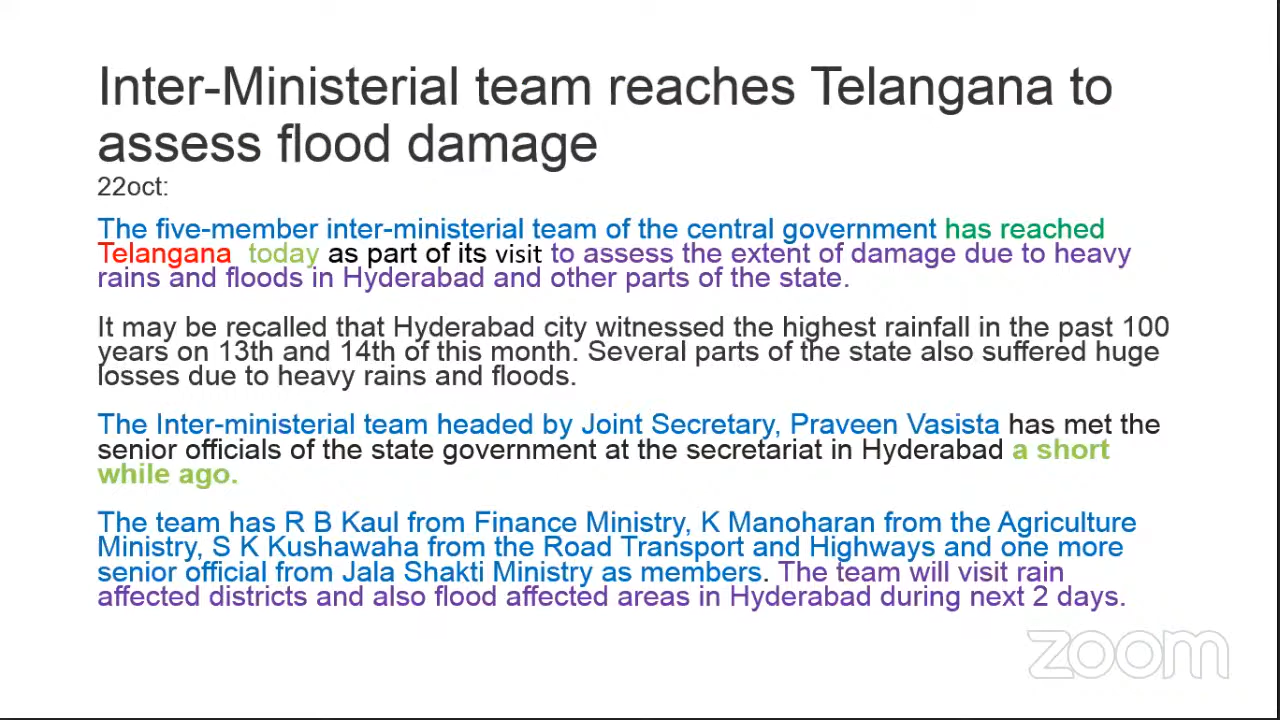 Inter-Ministerial team reaches Telangana to
assess flood damage
22oct:
The five-member inter-ministerial team of the central government has reached
Telangana today as part of its visit to assess the extent of damage due to heavy
rains and floods in Hyderabad and other parts of the state.
It may be recalled that Hyderabad city witnessed the highest rainfall in the past 100
years on 13th and 14th of this month. Several parts of the state also suffered huge
losses due to heavy rains and floods.
The Inter-ministerial team headed by Joint Secretary, Praveen Vasista has met the
senior officials of the state government at the secretariat in Hyderabad a short
while ago.
The team has R B Kaul from Finance Ministry, K Manoharan from the Agriculture
Ministry, S K Kushawaha from the Road Transport and Highways and one more
senior official from Jala Shakti Ministry as members. The team will visit rain
affected districts and also flood affected areas in Hyderabad during next 2 days.
zoom